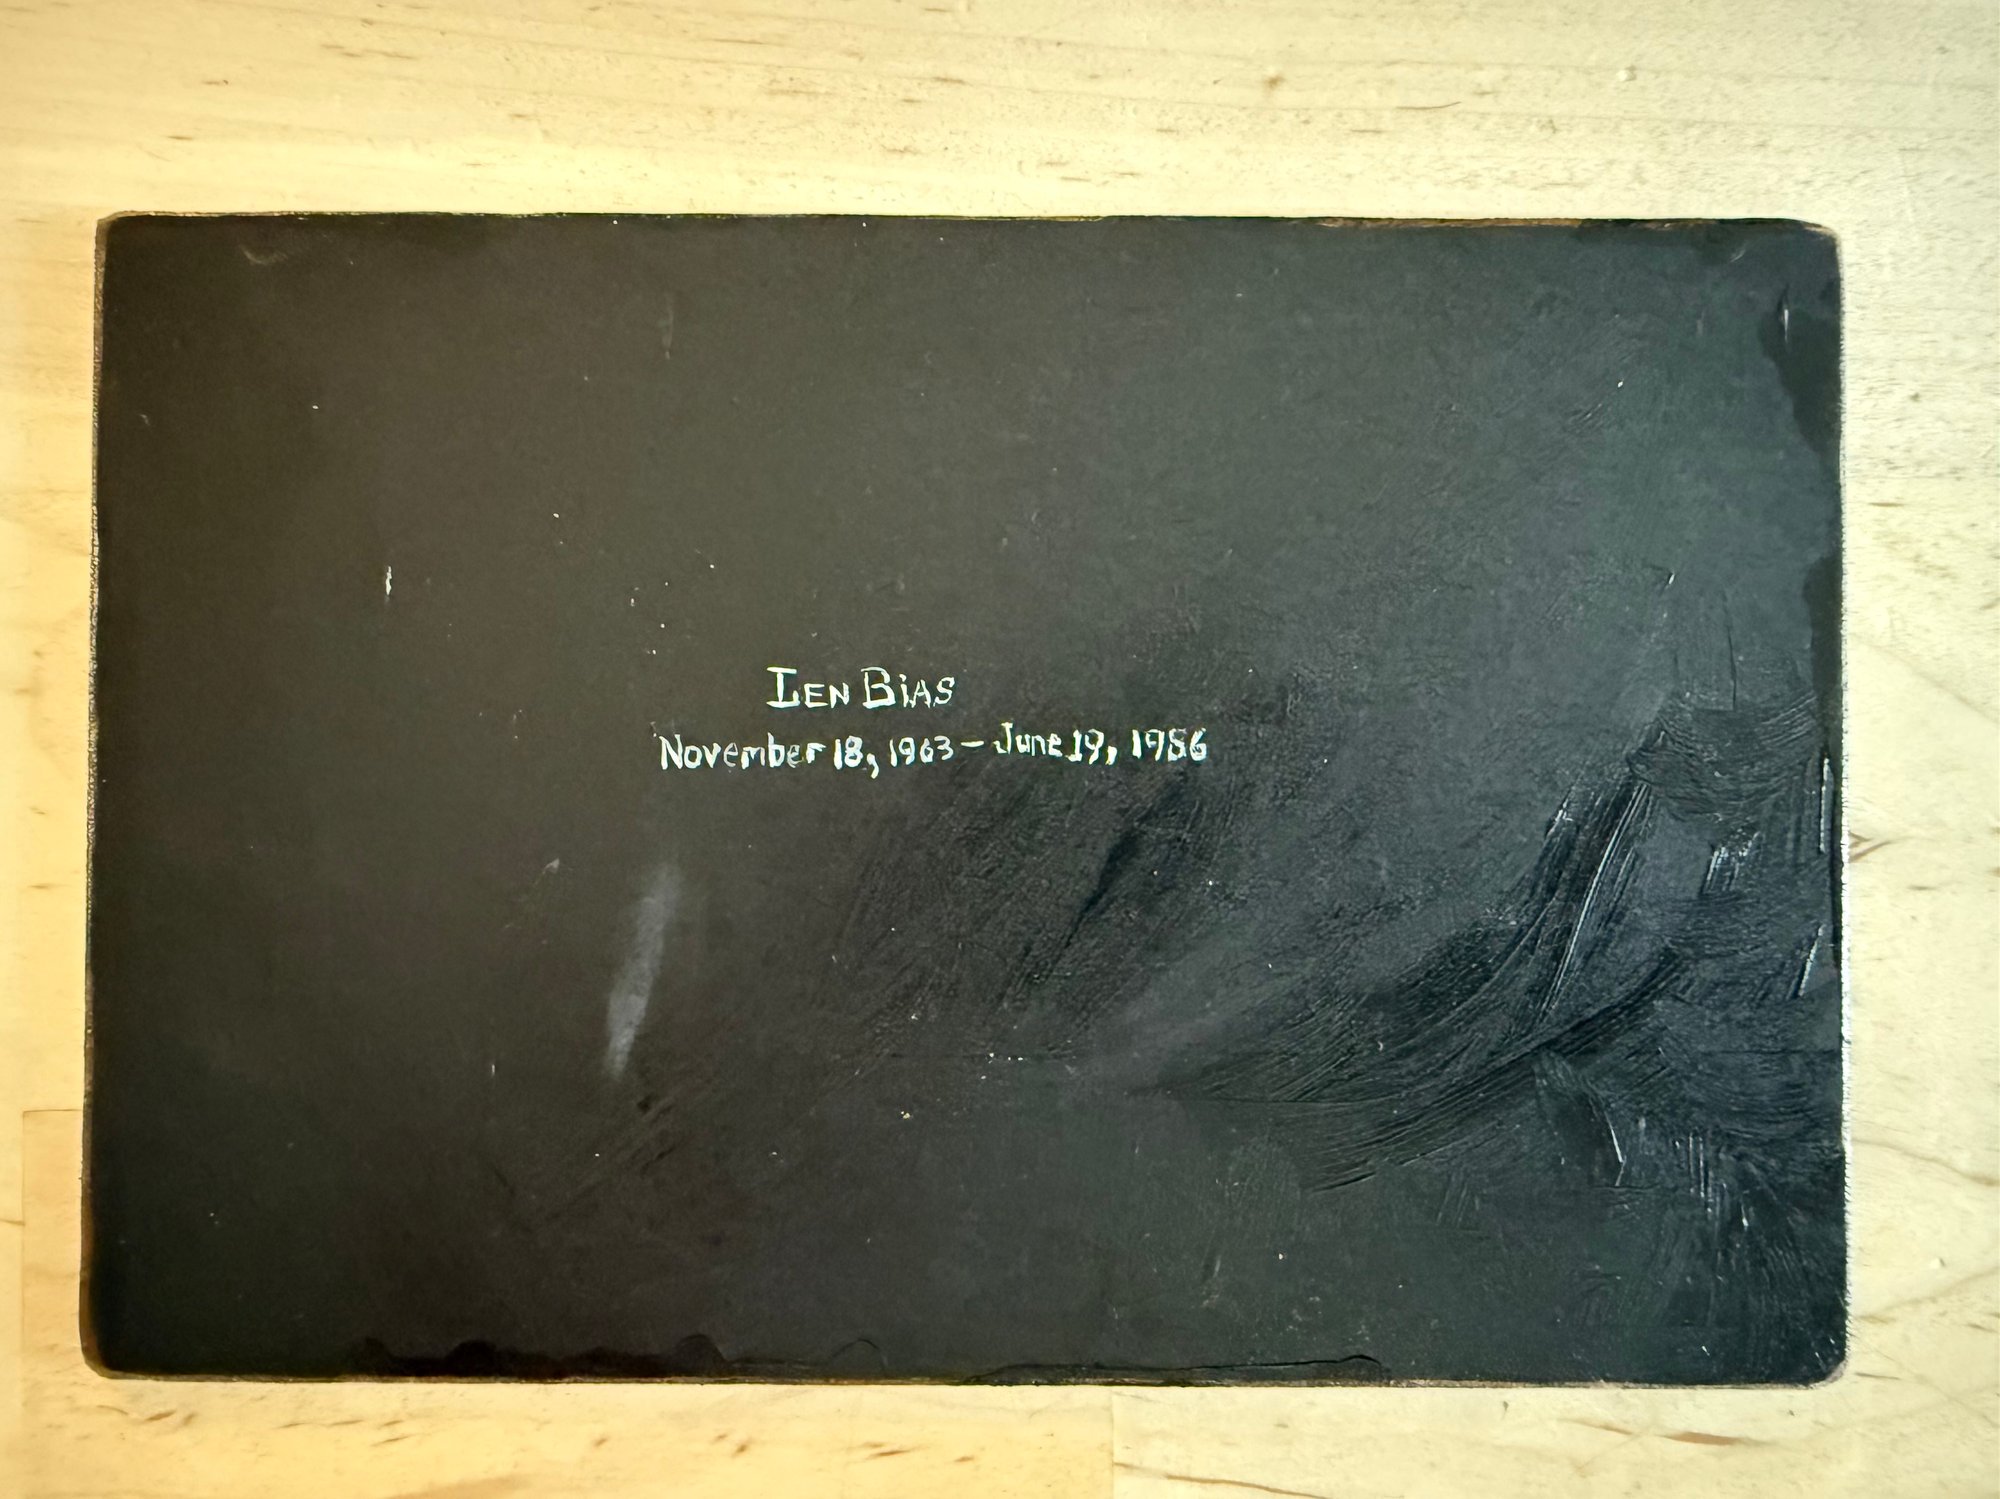 LEN BiAS
November 18, 1963 – June 19, 1986